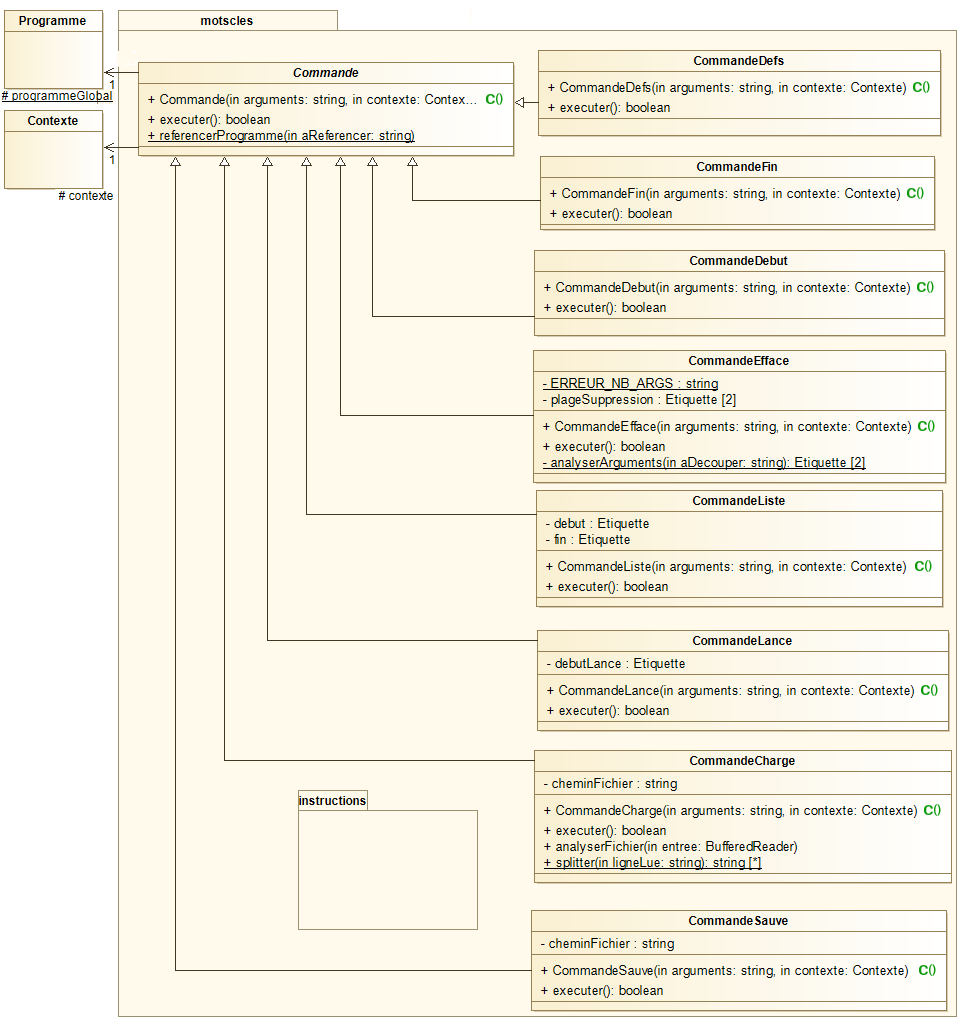 Programme
# programmeGlobal
1
Contexte
1
# contexte
motscles
Commande
+ Commande(in arguments: string, in contexte: Contex... C()
+ executer(): boolean
+ referencerProgramme(in aReferencer: string)
CommandeDefs
+ CommandeDefs(in arguments: string, in contexte: Contexte) C()
+ executer(): boolean
CommandeFin
+ CommandeFin(in arguments: string, in contexte: Contexte) C()
+ executer(): boolean
CommandeDebut
+ CommandeDebut(in arguments: string, in contexte: Contexte) C()
+ executer(): boolean
CommandeEfface
- ERREUR_NB_ARGS : string
- plageSuppression : Etiquette [2]
+ CommandeEfface(in arguments: string, in contexte: Contexte) C()
+ executer(): boolean
- analyserArguments(in aDecouper: string): Etiquette [2]
CommandeListe
- debut : Etiquette
- fin : Etiquette
+ CommandeListe(in arguments: string, in contexte: Contexte) C()
+ executer(): boolean
CommandeLance
- debutLance : Etiquette
+ CommandeLance(in arguments: string, in contexte: Contexte) C()
+ executer(): boolean
CommandeCharge
- cheminFichier : string
+ CommandeCharge(in arguments: string, in contexte: Contexte) C()
+ executer(): boolean
+ analyserFichier(in entree: BufferedReader)
+ splitter(in ligneLue: string): string [*]
instructions
CommandeSauve
- cheminFichier : string
+ CommandeSauve(in arguments: string, in contexte: Contexte) C()
+ executer(): boolean